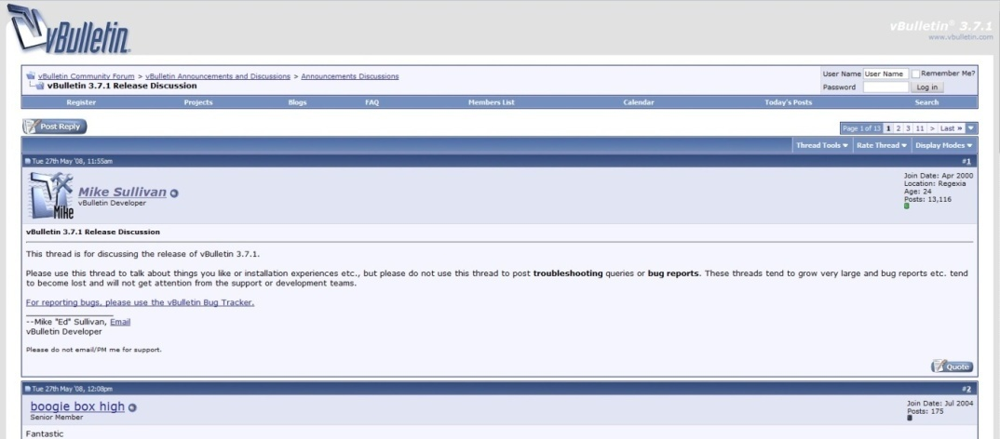 vBulletin
vBulletin® 3.7.1
www.vbulletin.com
vBulletin Community Forum > vBulletin Announcements and Discussions > Announcements Discussions
vBulletin 3.7.1 Release Discussion
User Name User Name Remember Me?
Password Log in
Register Projects Blogs FAQ Members List Calendar Today's Posts Search
Post Reply
Page 1 of 13 1 2 3 11 > Last »
Thread Tools Rate Thread Display Modes
Tue 27th May '08, 11:55am #1
Mike
Mike Sullivan
vBulletin Developer
Join Date: Apr 2000
Location: Regexia
Age: 24
Posts: 13,116
vBulletin 3.7.1 Release Discussion
This thread is for discussing the release of vBulletin 3.7.1.
Please use this thread to talk about things you like or installation experiences etc., but please do not use this thread to post troubleshooting queries or bug reports. These threads tend to grow very large and bug reports etc. tend
to become lost and will not get attention from the support or development teams.
For reporting bugs, please use the vBulletin Bug Tracker.
--Mike "Ed" Sullivan, Email
vBulletin Developer
Please do not email/PM me for support.
Quote
Tue 27th May '08, 12:08pm #2
boogie box high
Senior Member
Join Date: Jul 2004
Posts: 175
Fantastic